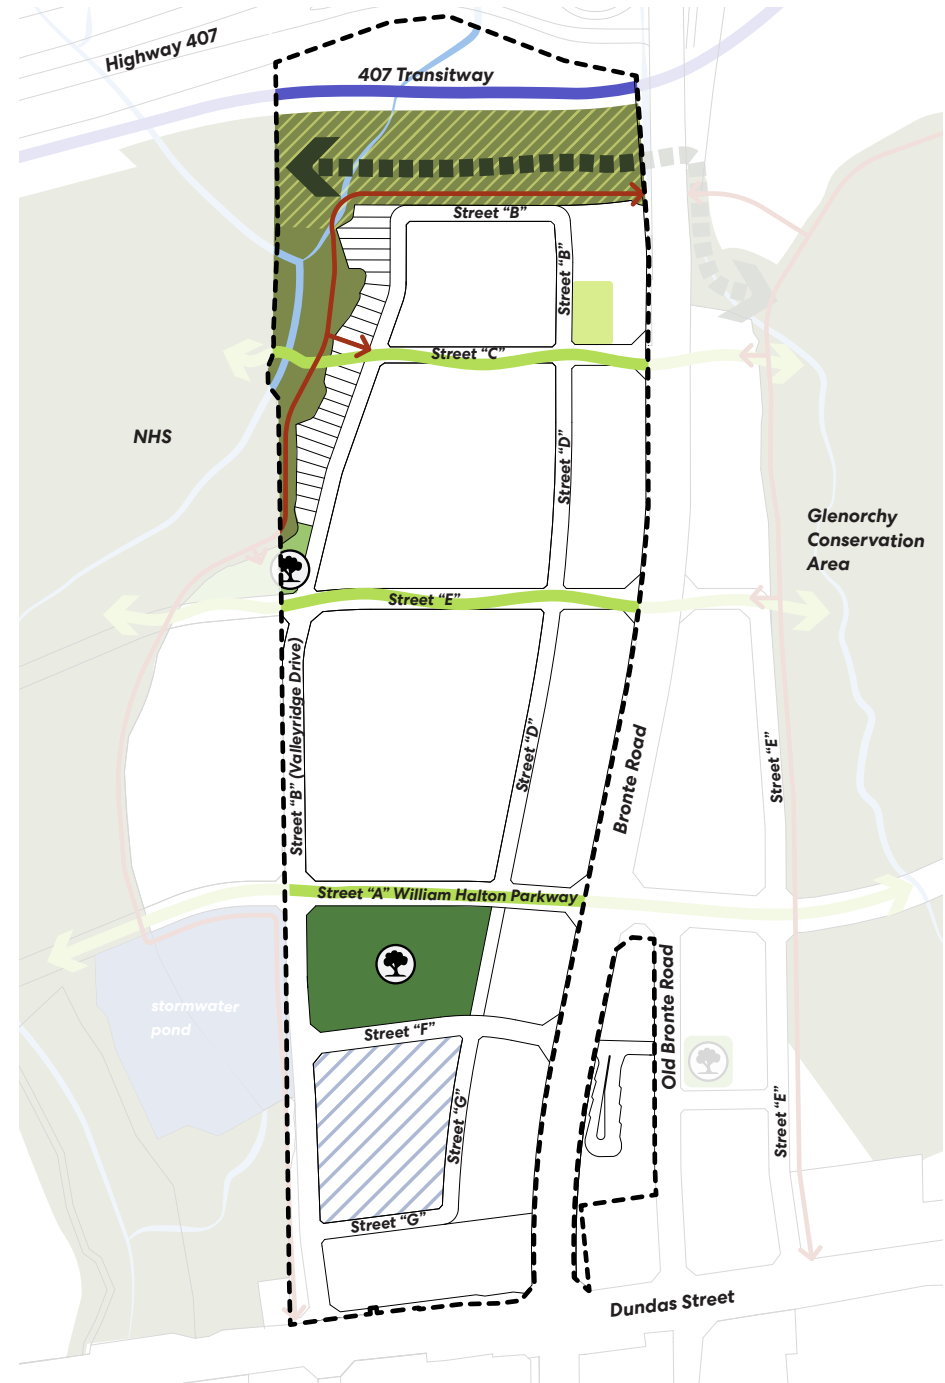 Highway 407
407 Transitway
Street “B”
Street “B”
Street “C”
NHS
Street “D”
Glenorchy
Conservation
Area
Street “E”
Street “B” (Valleyridge Drive)
Street “D”
Bronte Road
Street “E”
Street “A” William Halton Parkway
stormwater
pond
Street “F”
Old Bronte Road
Street “G”
Street “E”
Street “G”
Dundas Street